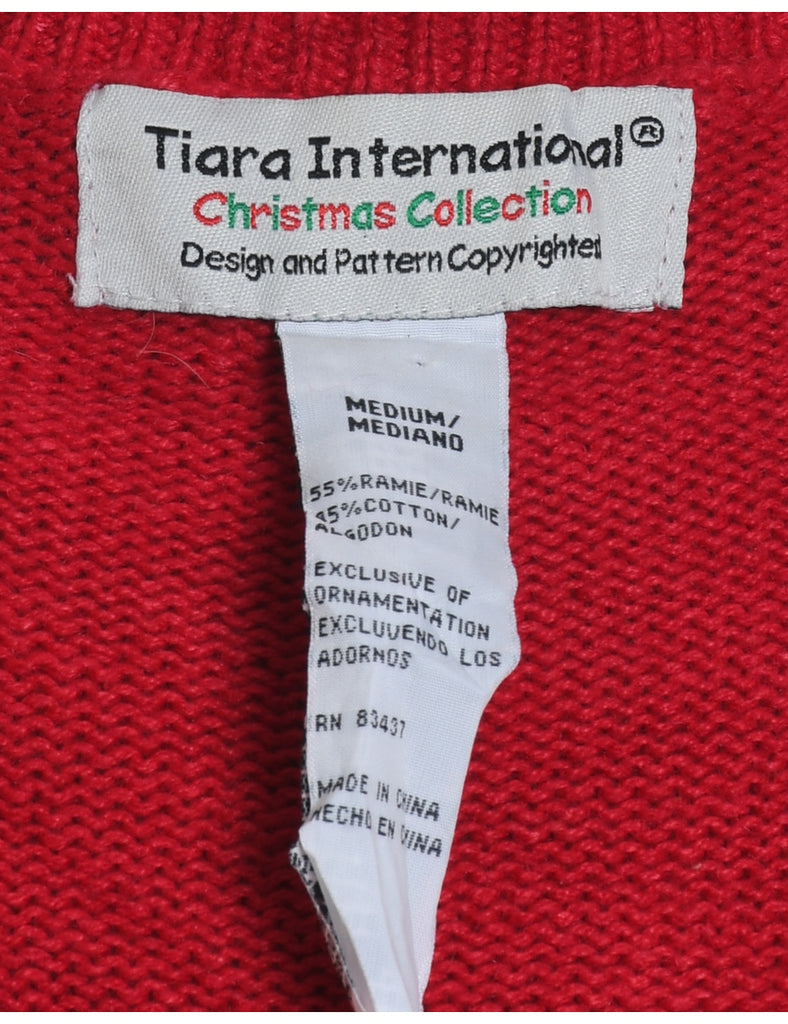 Tiara International®
Christmas Collection
Design and Pattern Copyrighted
MEDIUM/
MEDIANO
55%RAMIE/RAMIE
45%COTTON/
ALGODON
EXCLUSIVE OF
ORNAMENTATION
EXCLUVENDO LOS
ADORNOS
RN 83437
MADE IN CHINA
HECHO EN CHINA